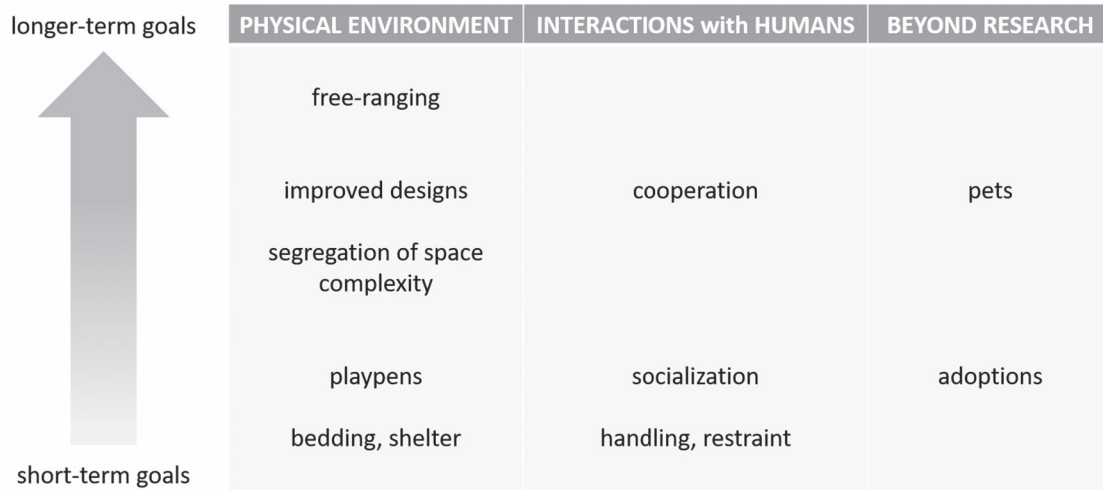 longer-term goals
PHYSICAL ENVIRONMENT
INTERACTIONS with HUMANS
BEYOND RESEARCH
free-ranging
improved designs
cooperation
pets
segregation of space
complexity
playpens
socialization
adoptions
bedding, shelter
handling, restraint
short-term goals